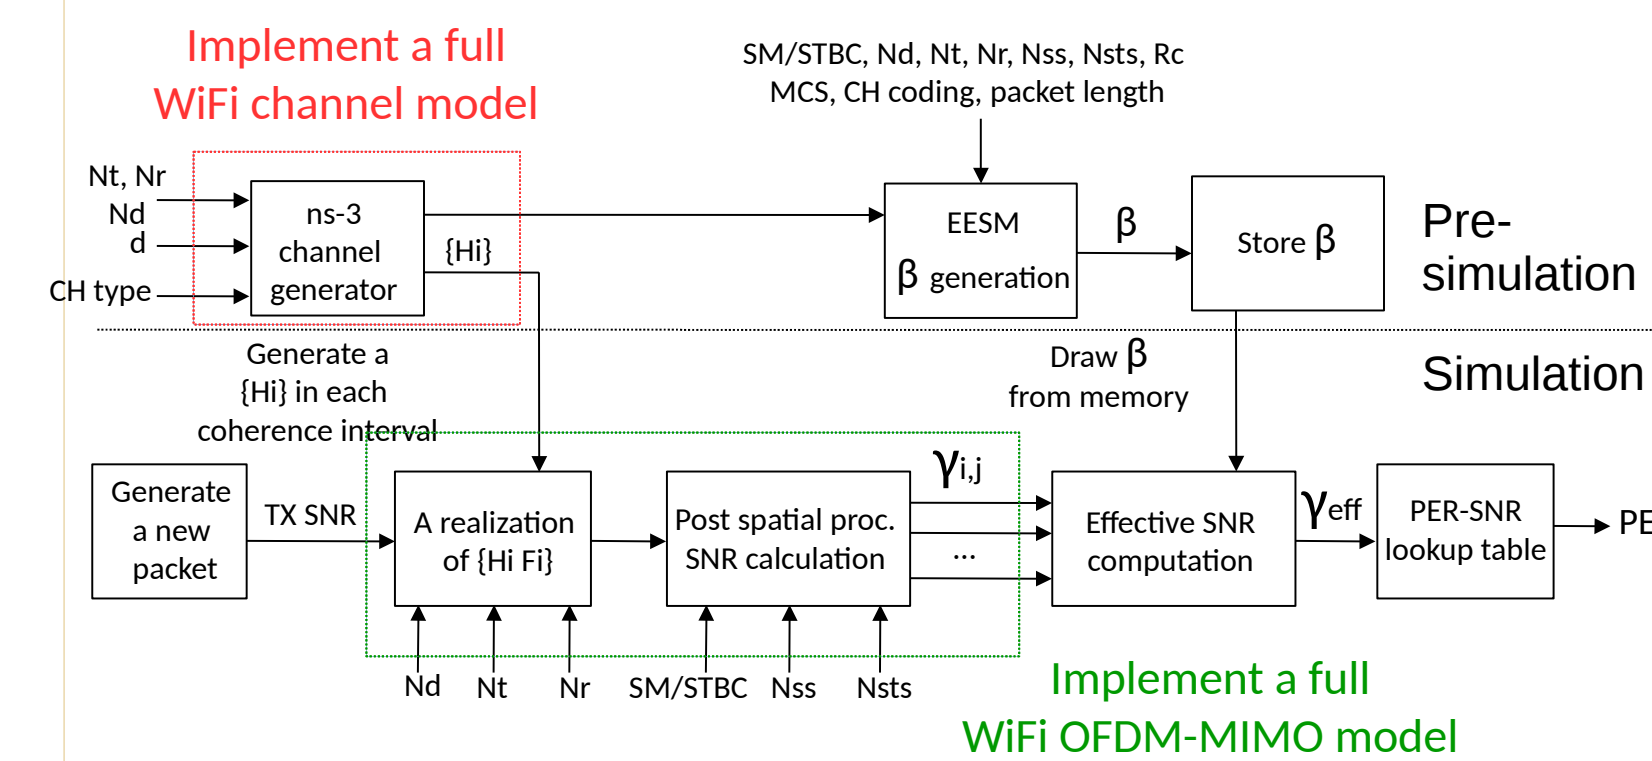 Implement a full
WiFi channel model
SM/STBC, Nd, Nt, Nr, Nss, Nsts, Rc
MCS, CH coding, packet length
Nt, Nr
Nd
d
CH type
ns-3
channel
generator
{Hi}
EESM
β generation
β
Store β
Pre-
simulation
Generate a
{Hi} in each
coherence interval
Draw β
from memory
Simulation
Generate
a new
packet
TX SNR
A realization
of {Hi Fi}
Post spatial proc.
SNR calculation
γi,j
...
Effective SNR
computation
γeff
PER-SNR
lookup table
PE
Nd
Nt
Nr
SM/STBC
Nss
Nsts
Implement a full
WiFi OFDM-MIMO model